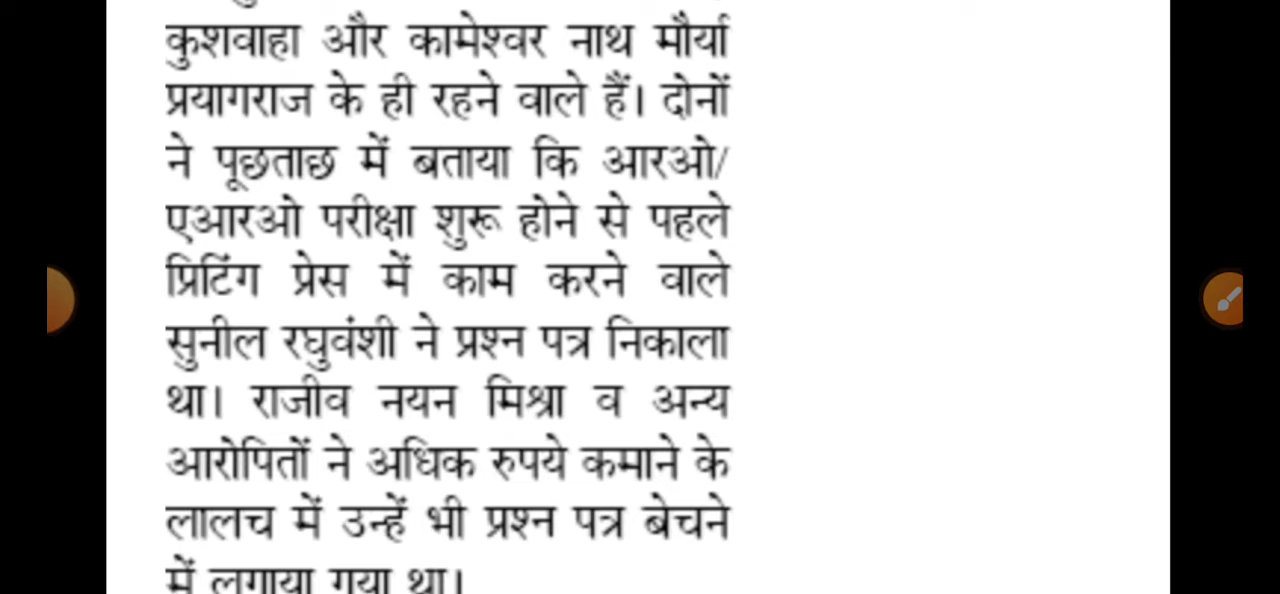 कुशवाहा और कामेश्वर नाथ मौर्या
प्रयागराज के ही रहने वाले हैं। दोनों
ने पूछताछ में बताया कि आरओ/
एआरओ परीक्षा शुरू होने से पहले
प्रिटिंग प्रेस में काम करने वाले
सुनील रघुवंशी ने प्रश्न पत्र निकाला
था। राजीव नयन मिश्रा व अन्य
आरोपितों ने अधिक रुपये कमाने के
लालच में उन्हें भी प्रश्न पत्र बेचने
में लगाया गया था।